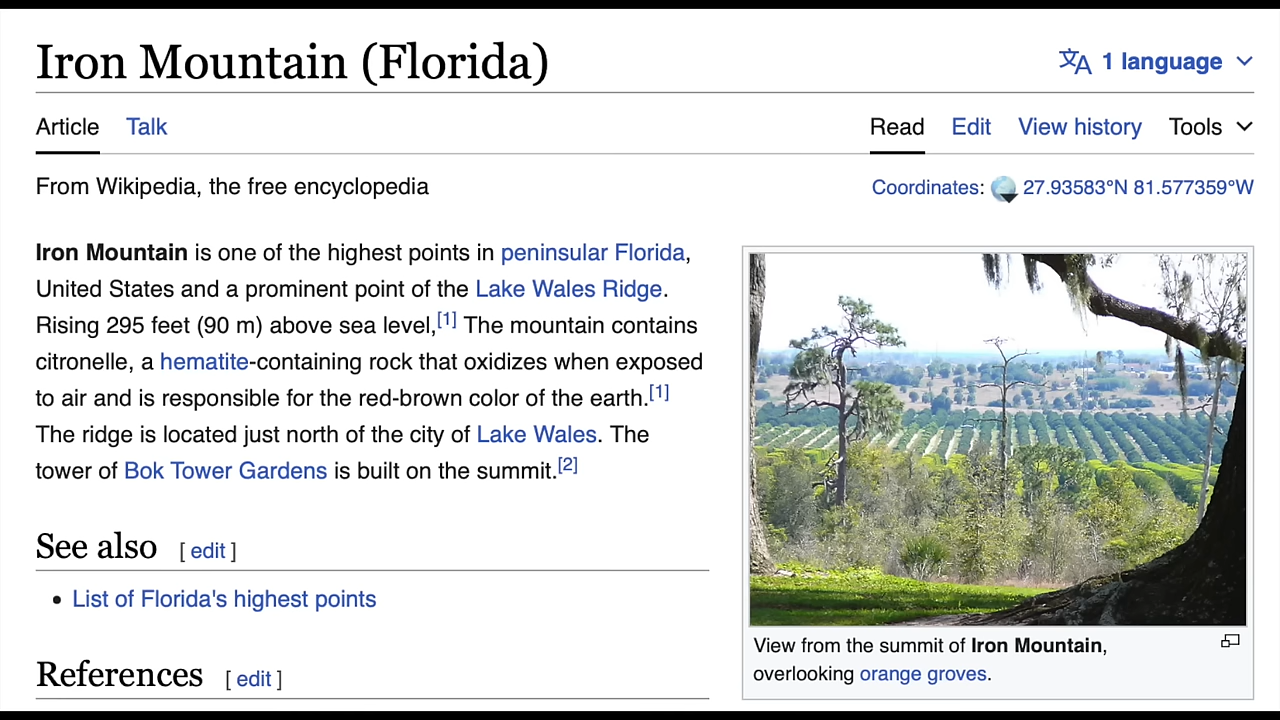 Iron Mountain (Florida)
1 language
Article Talk Read Edit View history Tools
From Wikipedia, the free encyclopedia
Coordinates: 27.93583°N 81.577359°W
Iron Mountain is one of the highest points in peninsular Florida,
United States and a prominent point of the Lake Wales Ridge.
Rising 295 feet (90 m) above sea level,[1] The mountain contains
citronelle, a hematite-containing rock that oxidizes when exposed
to air and is responsible for the red-brown color of the earth.[1]
The ridge is located just north of the city of Lake Wales. The
tower of Bok Tower Gardens is built on the summit.[2]
See also [ edit ]
• List of Florida's highest points
References [ edit ]
View from the summit of Iron Mountain,
overlooking orange groves.